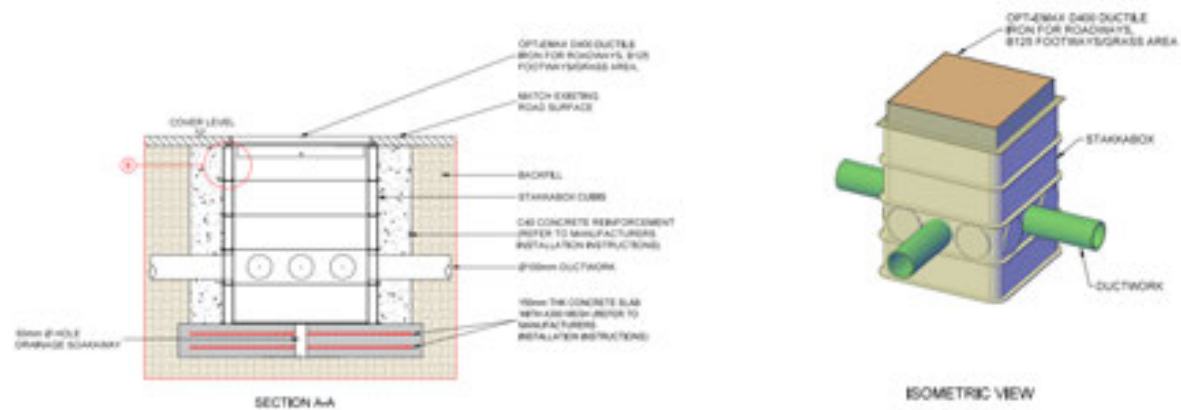 OPT-EMAX D400 DUCTILE
IRON FOR ROADWAYS, B125
FOOTWAYS/GRASS AREA.
MATCH EXISTING
ROAD SURFACE
COVER LEVEL
BACKFILL
STAKKABOX CUBIS
C40 CONCRETE REINFORCEMENT
(REFER TO MANUFACTURERS
INSTALLATION INSTRUCTIONS)
Ø100mm DUCTWORK
150mm THK CONCRETE SLAB
WITH MESH (REFER TO
MANUFACTURERS
INSTALLATION INSTRUCTIONS)
Ø HOLE
DRAINAGE SOAKAWAY
SECTION A-A
OPT-EMAX D400 DUCTILE
IRON FOR ROADWAYS,
B125 FOOTWAYS/GRASS AREA
STAKKABOX
DUCTWORK
ISOMETRIC VIEW